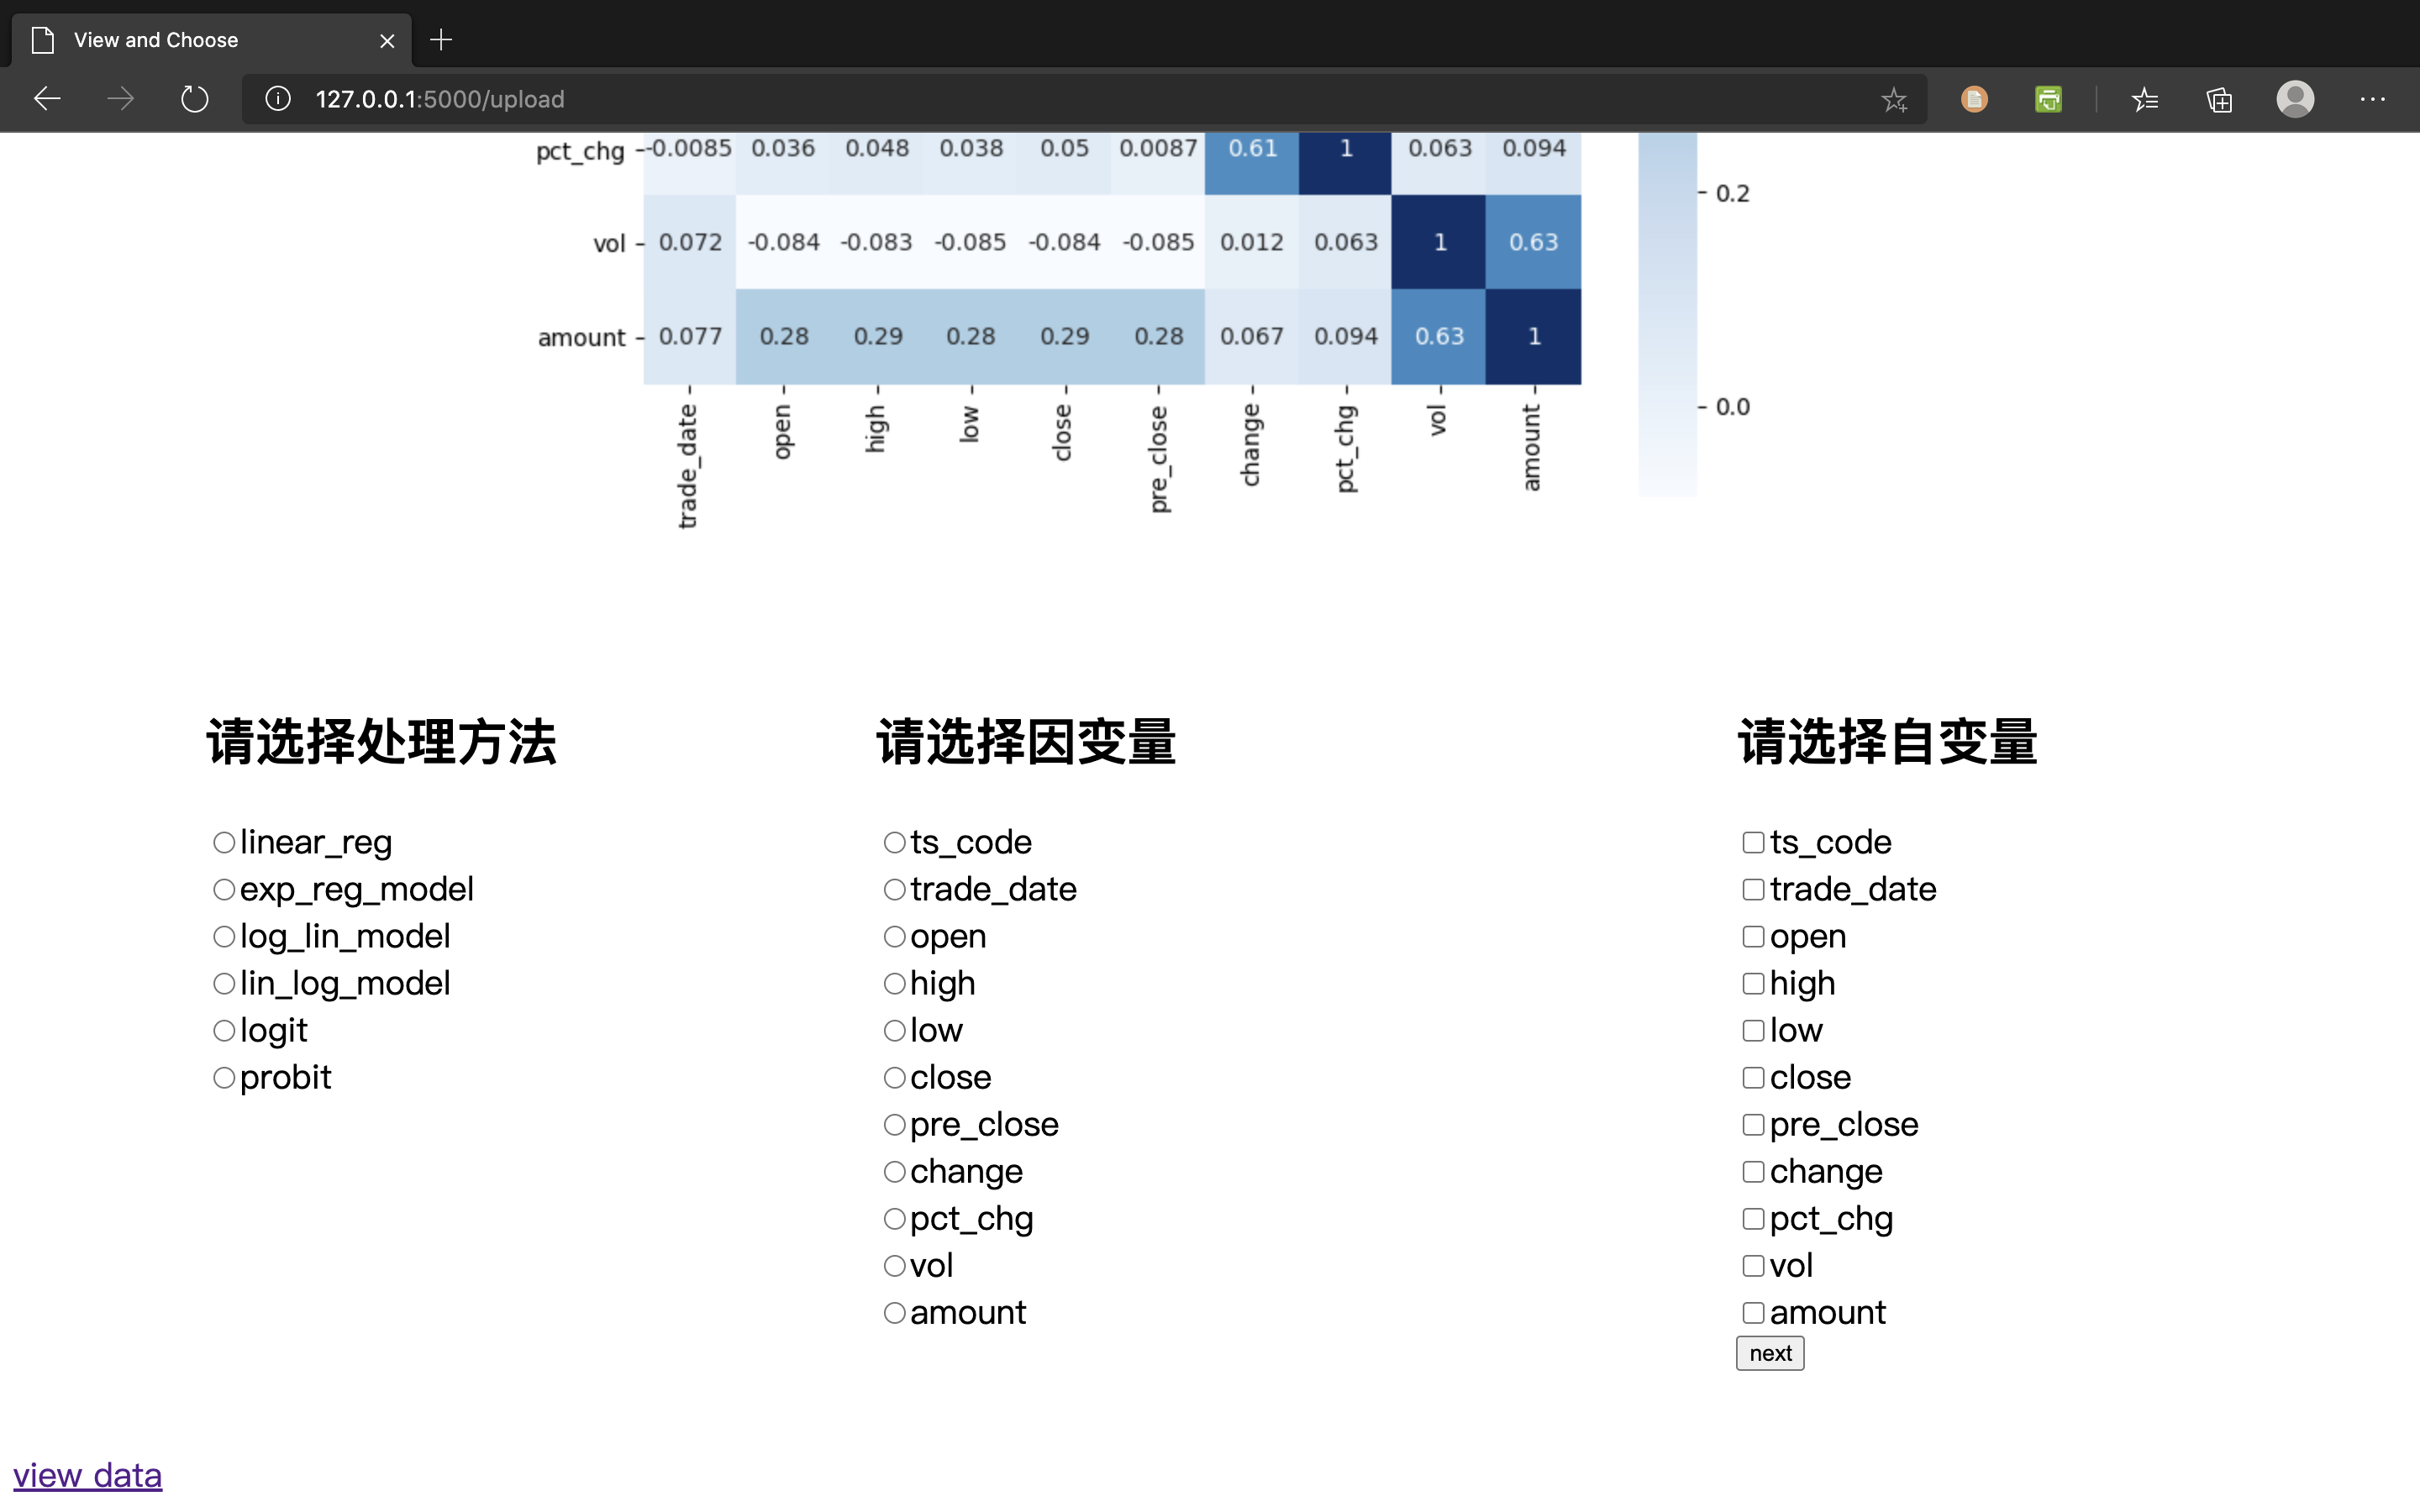 View and Choose
127.0.0.1:5000/upload
pct_chg -0.0085 0.036 0.048 0.038 0.05 0.0087 0.61 1 0.063 0.094
0.2
vol 0.072 -0.084 -0.083 -0.085 -0.084 -0.085 0.012 0.063 1 0.63
amount 0.077 0.28 0.29 0.28 0.29 0.28 0.067 0.094 0.63 1
0.0
trade_date open high low close pre_close change pct_chg vol amount
请选择处理方法 请选择因变量 请选择自变量
linear_reg ts_code ts_code
exp_reg_model trade_date trade_date
log_lin_model open open
lin_log_model high high
logit low low
probit close close
pre_close pre_close
change change
pct_chg pct_chg
vol vol
amount amount
next
view data